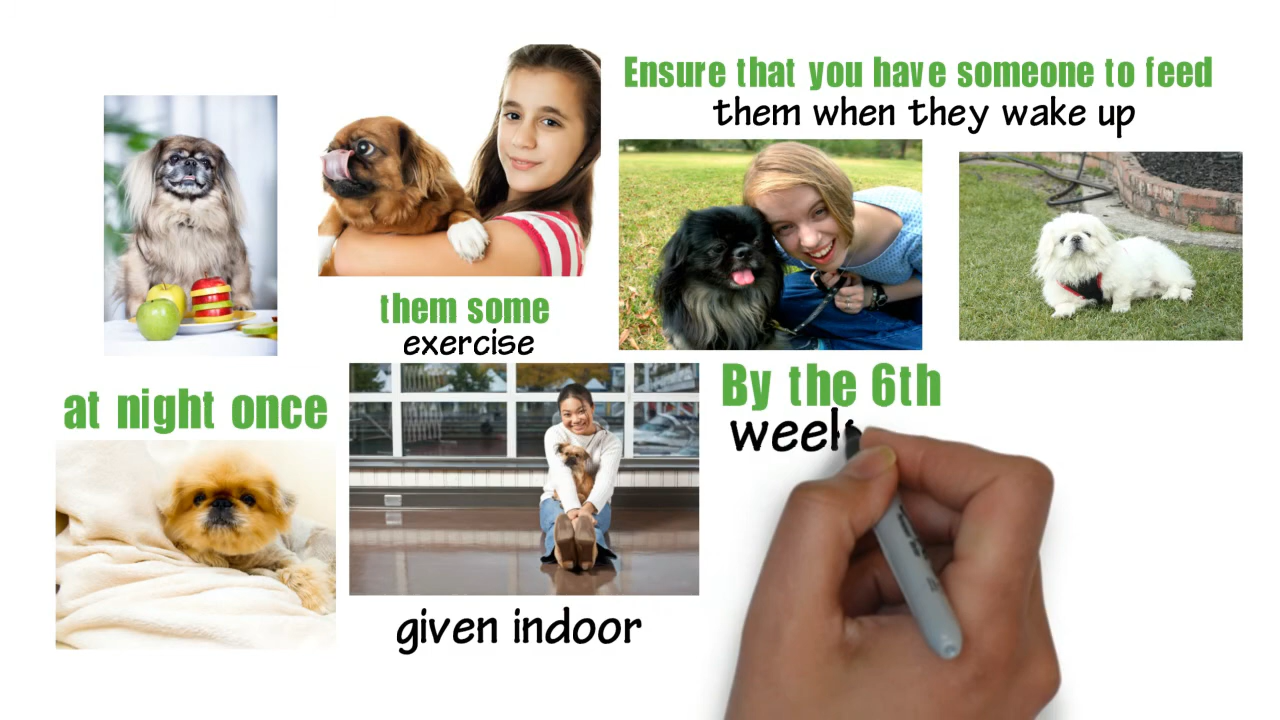 Ensure that you have someone to feed
them when they wake up
them some
exercise
at night once
given indoor
By the 6th
week